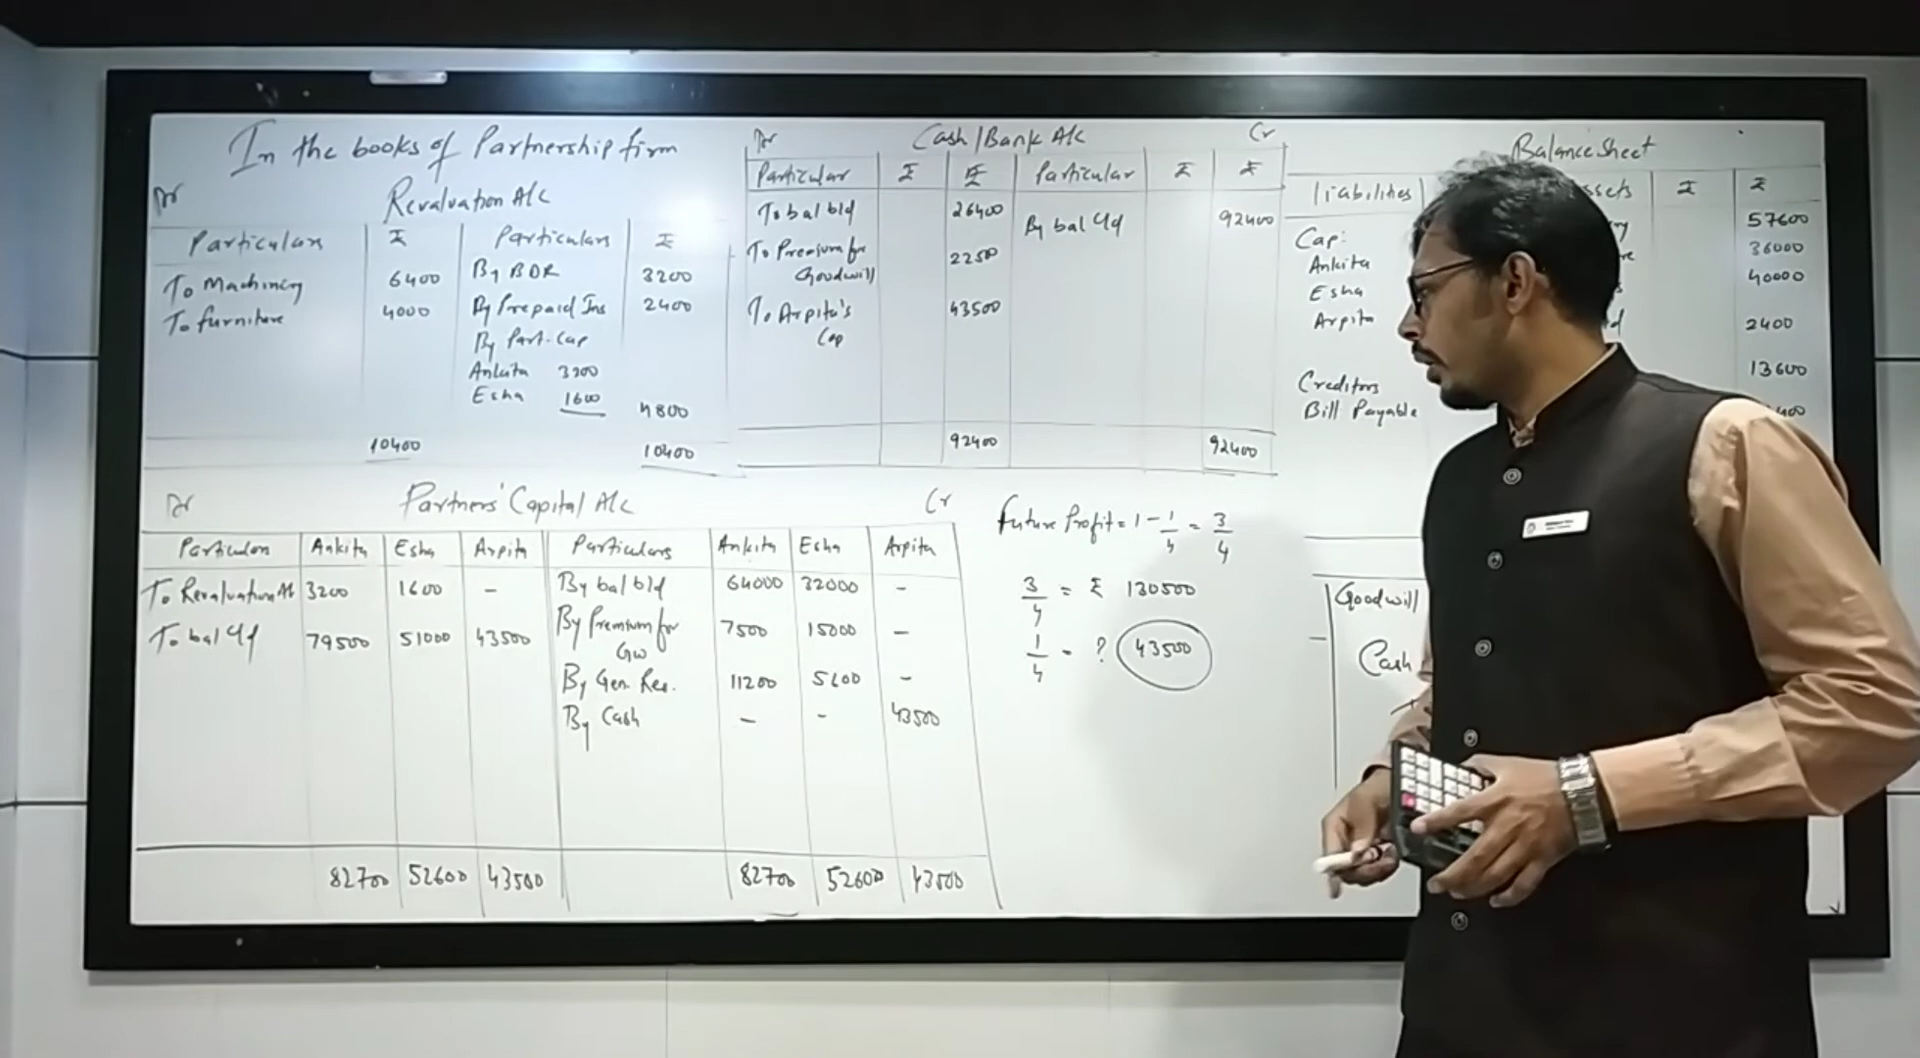 In the books of Partnership firm
Dr Revaluation A/c
Particulars ₹ Particulars ₹
To Machinery 6400 By BDR 3200
To furniture 4000 By Prepaid Ins 2400
By Part. Cap
Ankita 3200
Esha 1600 4800
10400 10400
Dr Cash/Bank A/c Cr
Particular ₹ ₹ Particular ₹ ₹
To bal b/d 26400 By bal c/d 92400
To Premium for
Goodwill 22500
To Arpita's 43500
Cap
92400 92400
Balance Sheet
Liabilities ssets ₹ ₹
Cap: 57600
Ankita 36000
Esha 40000
Arpita 2400
Creditors 13600
Bill Payable 400
Dr Partners' Capital A/c Cr
Particulars Ankita Esha Arpita Particulars Ankita Esha Arpita
To Revaluation A/c 3200 1600 - By bal b/d 64000 32000 -
To bal c/f 79500 51000 43500 By Premium for 7500 15000 -
GW
By Gen. Res. 11200 5600 -
By Cash - - 43500
82700 52600 43500 82700 52600 43500
Future Profit = 1 - 1/4 = 3/4
3/4 = ₹ 130500
1/4 = ? 43500
Goodwill
Cash